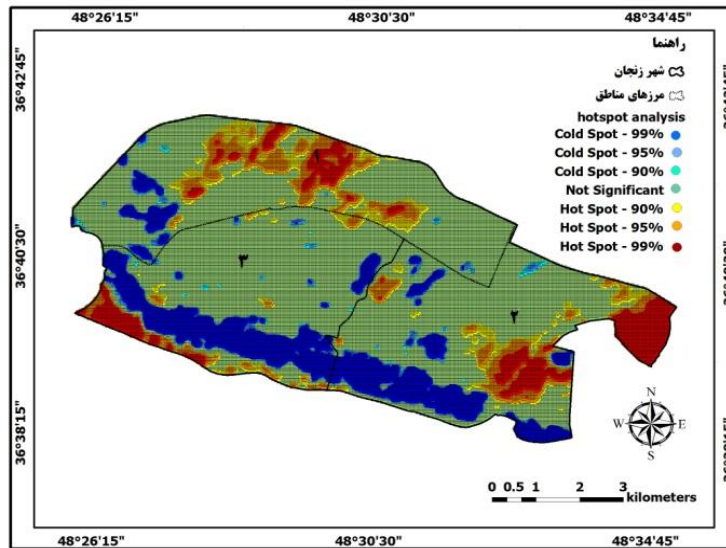 48°26'15" 48°30'30" 48°34'45"
36°42'45"
راهنما
شهر زنجان
مرزهای مناطق
hotspot analysis
Cold Spot - 99%
Cold Spot - 95%
Cold Spot - 90%
Not Significant
Hot Spot - 90%
Hot Spot - 95%
Hot Spot - 99%
۱
36°40'30"
۳
۲
36°38'15"
N
W E
S
0 0.5 1 2 3
kilometers
48°26'15" 48°30'30" 48°34'45"